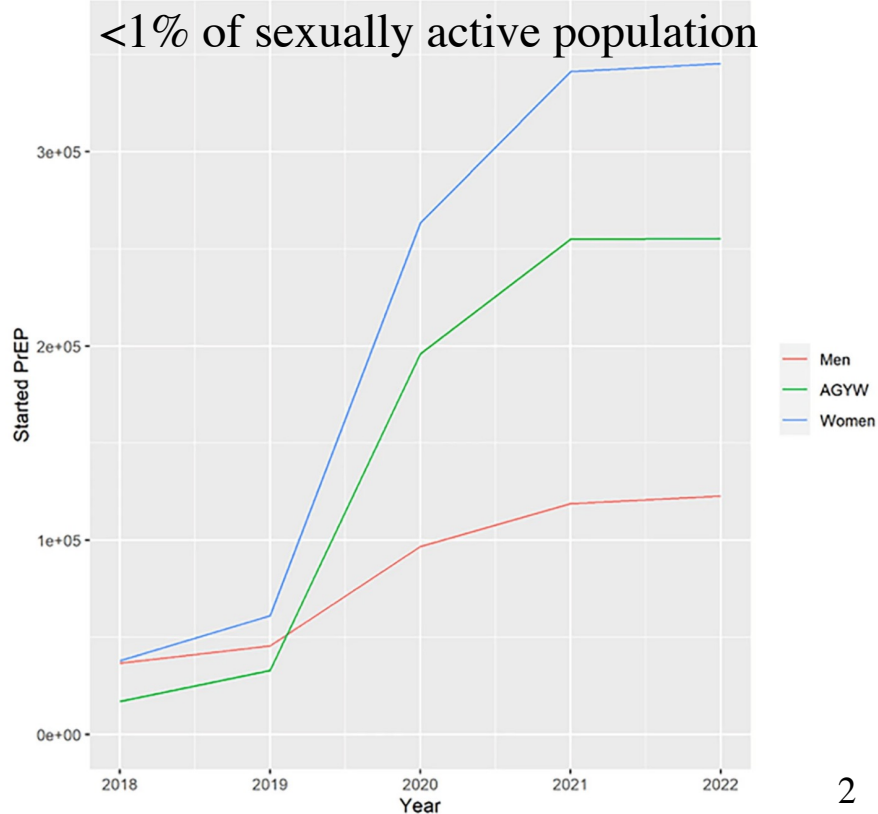 <1% of sexually active population
3e+05
2e+05
1e+05
0e+00
Started PrEP
2018 2019 2020 2021 2022
Year
Men
AGYW
Women
2